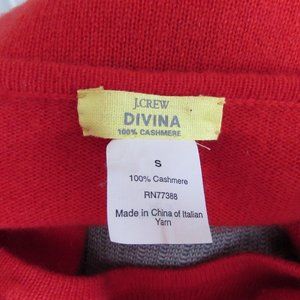 J.CREW
DIVINA
100% CASHMERE
S
100% Cashmere
RN77388
Made in China of Italian
Yarn